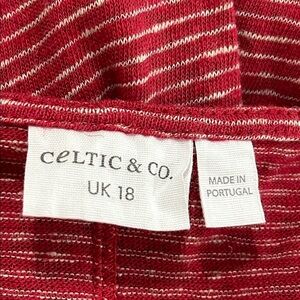 CeLTIC & CO.
UK 18
MADE IN
PORTUGAL